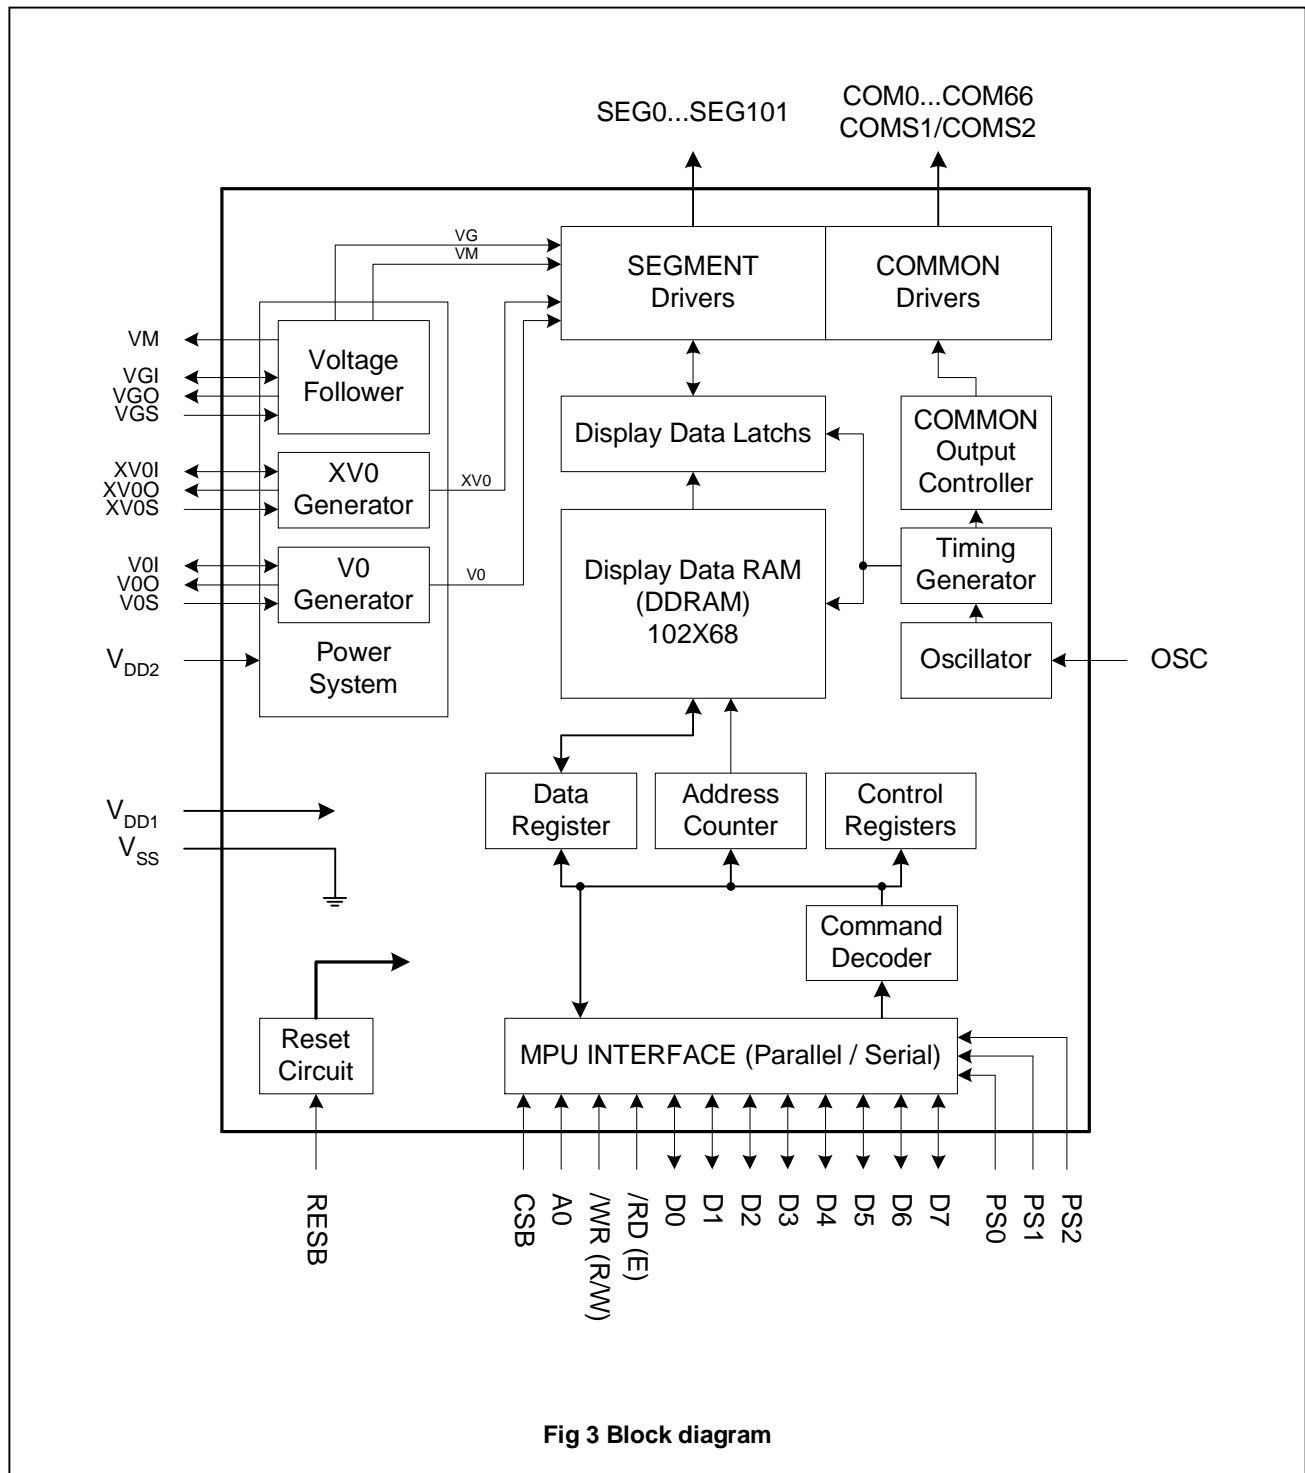 SEG0...SEG101
COM0...COM66
COMS1/COMS2
VG
VM
SEGMENT
Drivers
COMMON
Drivers
VM
VGI
VGO
VGS
Voltage
Follower
Display Data Latchs
COMMON
Output
Controller
XV0I
XV0O
XV0S
XV0
Generator
XV0
V0I
V0O
V0S
V0
Generator
V0
Display Data RAM
(DDRAM)
102X68
Timing
Generator
VDD2
Power
System
Oscillator
OSC
VDD1
VSS
Data
Register
Address
Counter
Control
Registers
Command
Decoder
Reset
Circuit
MPU INTERFACE (Parallel / Serial)
RESB
CSB
A0
/WR (R/W)
/RD (E)
D0
D1
D2
D3
D4
D5
D6
D7
PS0
PS1
PS2
Fig 3 Block diagram